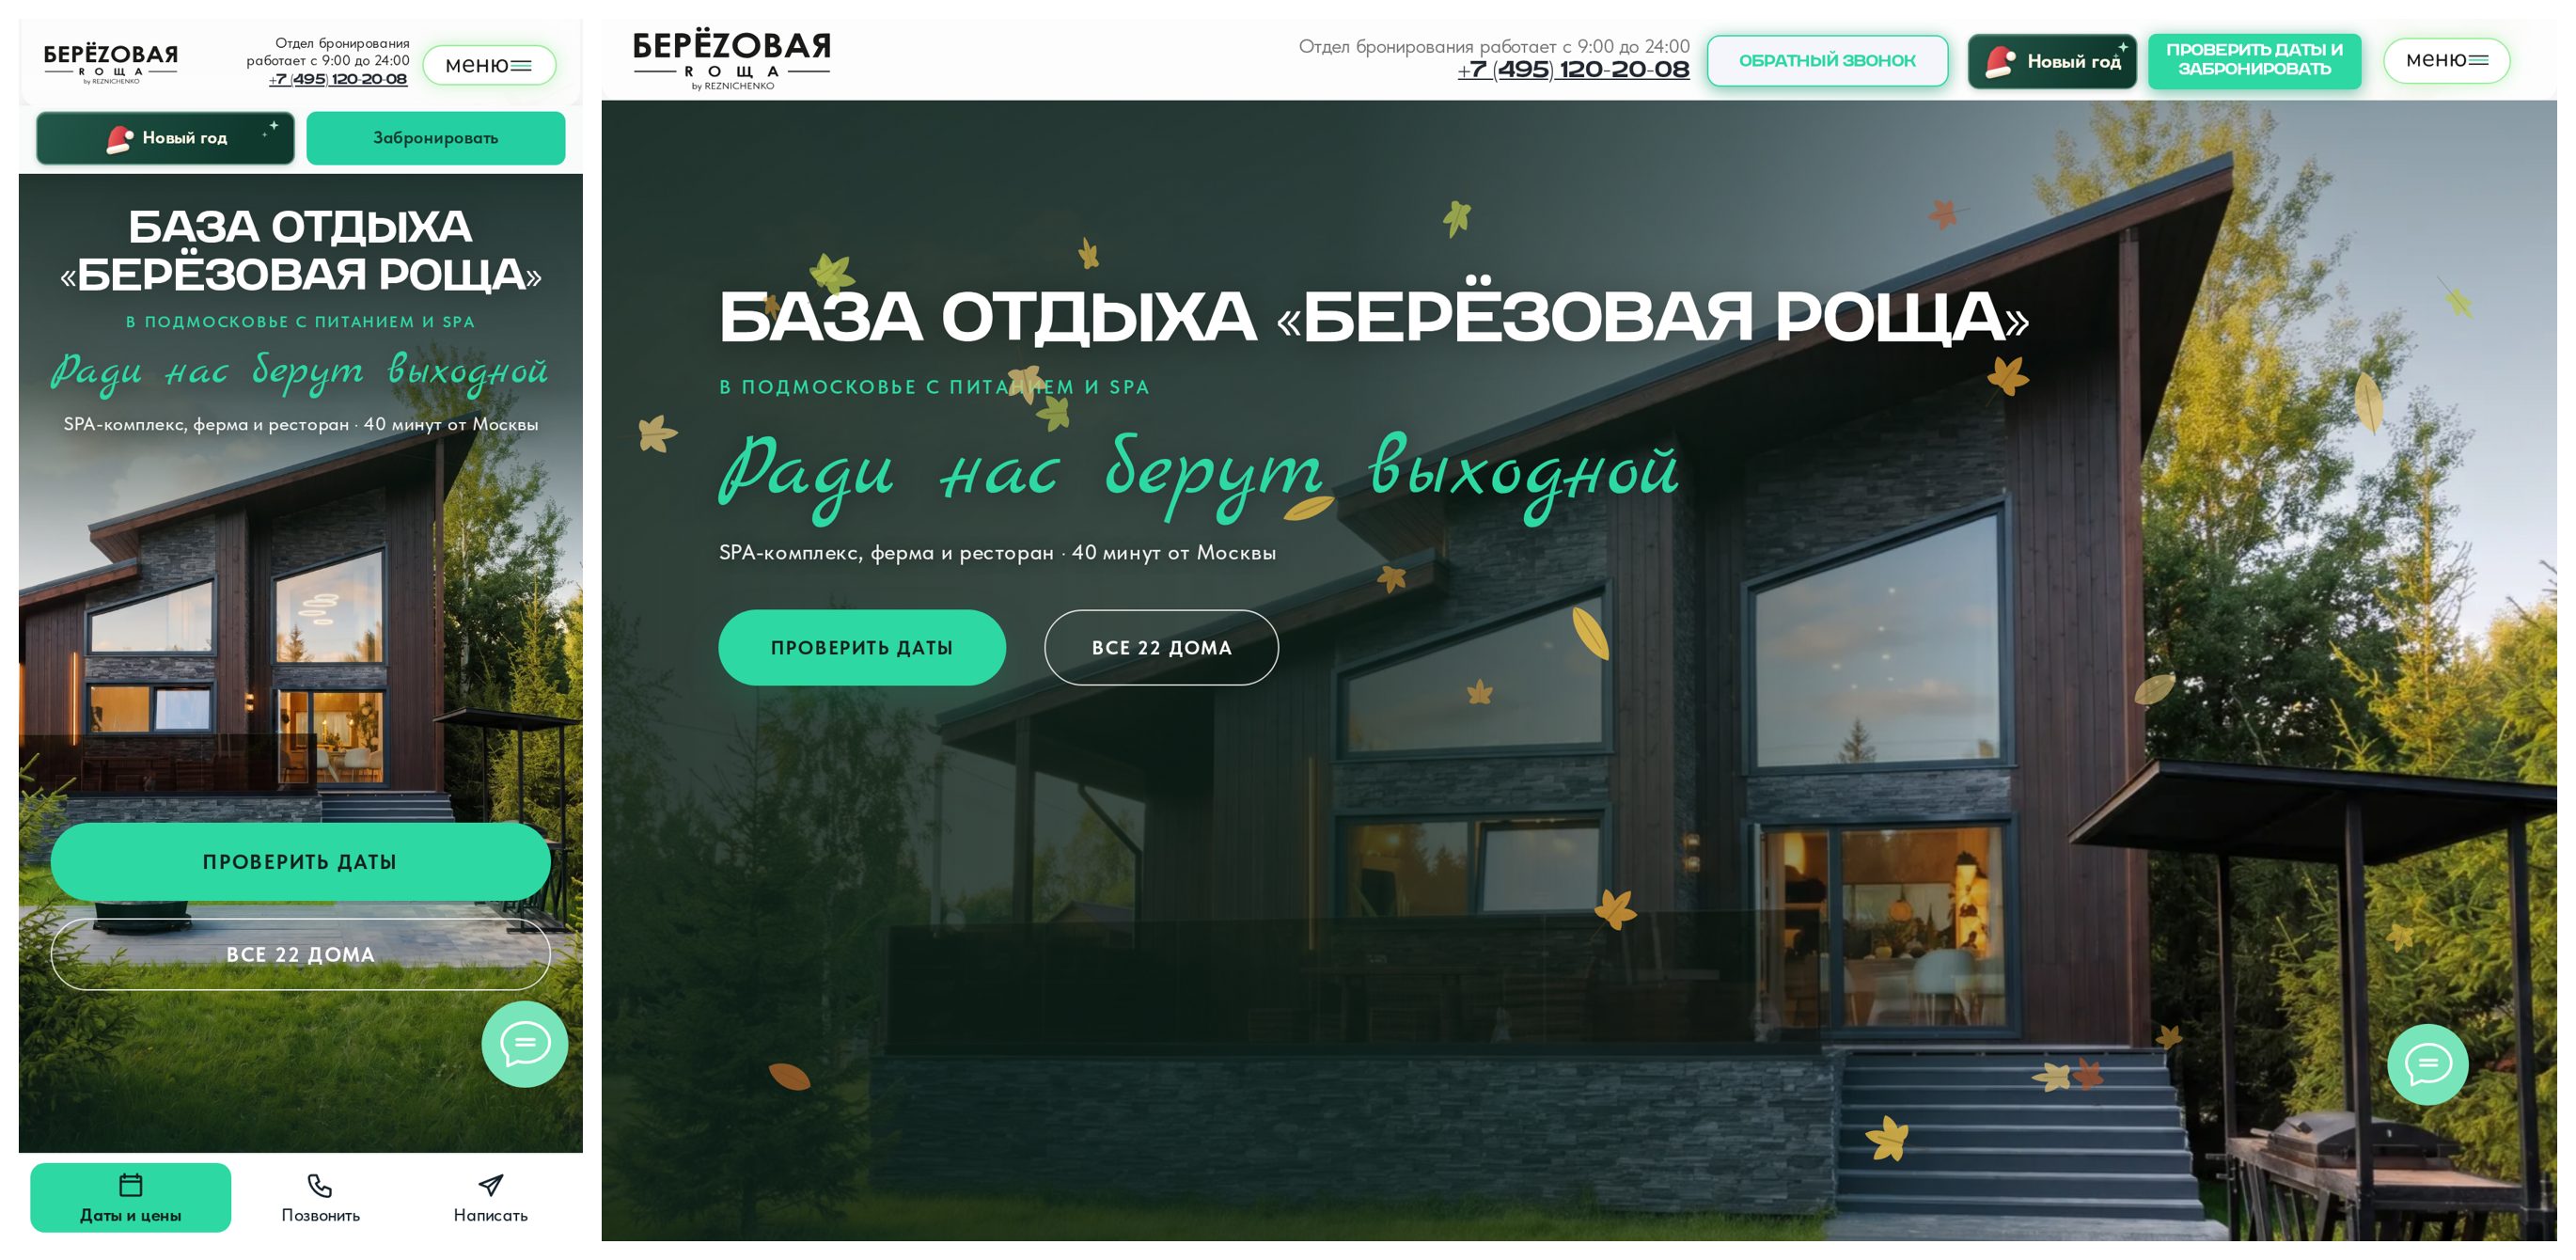 БЕРЁZОВАЯ
RОЩА
by REZNICHENKO
Отдел бронирования
работает с 9:00 до 24:00
+7 (495) 120-20-08
меню
Новый год
Забронировать
БАЗА ОТДЫХА
«БЕРЁЗОВАЯ РОЩА»
В ПОДМОСКОВЬЕ С ПИТАНИЕМ И SPA
Ради нас берут выходной
SPA-комплекс, ферма и ресторан · 40 минут от Москвы
ПРОВЕРИТЬ ДАТЫ
ВСЕ 22 ДОМА
Даты и цены
Позвонить
Написать
БЕРЁZОВАЯ
RОЩА
by REZNICHENKO
Отдел бронирования работает с 9:00 до 24:00
+7 (495) 120-20-08
ОБРАТНЫЙ ЗВОНОК
Новый год
ПРОВЕРИТЬ ДАТЫ И
ЗАБРОНИРОВАТЬ
меню
БАЗА ОТДЫХА «БЕРЁЗОВАЯ РОЩА»
В ПОДМОСКОВЬЕ С ПИТАНИЕМ И SPA
Ради нас берут выходной
SPA-комплекс, ферма и ресторан · 40 минут от Москвы
ПРОВЕРИТЬ ДАТЫ
ВСЕ 22 ДОМА